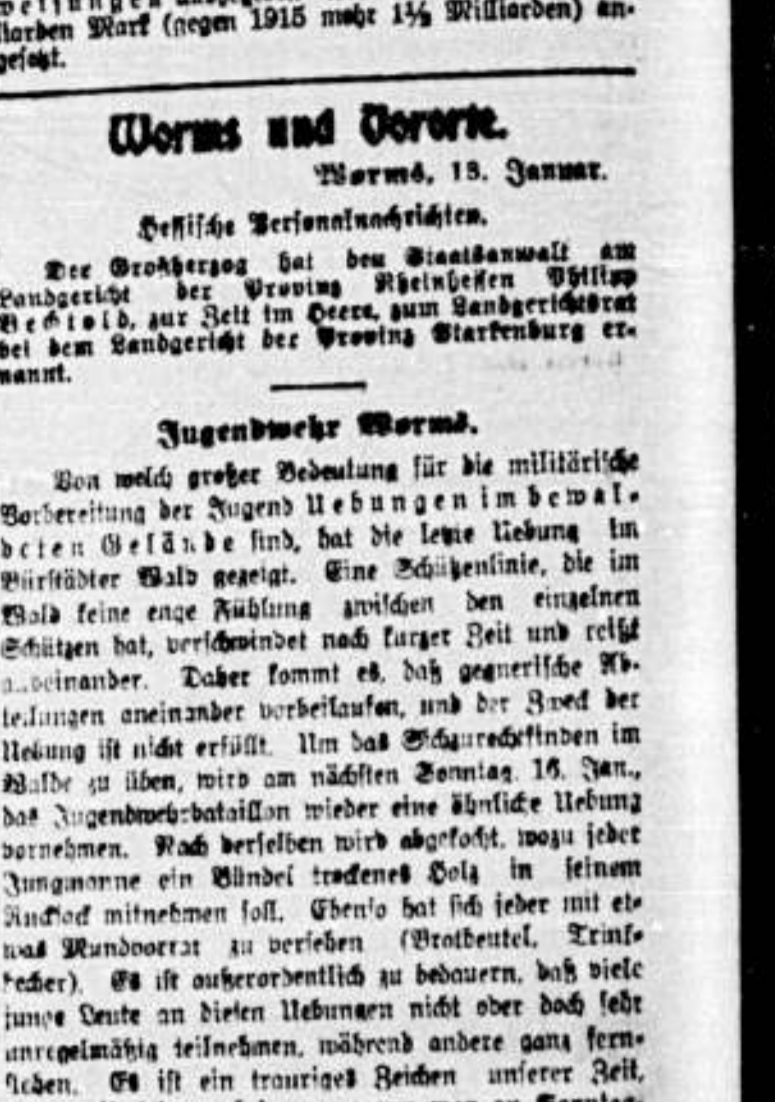 liarden Mark (gegen 1915 mehr 1½ Milliarden) an-
gesetzt.
Worms und Vororte.
Worms, 13. Januar.
Hessische Personalnachrichten.
Der Großherzog hat den Staatsanwalt am
Landgericht der Provinz Rheinhessen Philipp
Bechtold, zur Zeit im Heere, zum Landgerichtsrat
bei dem Landgericht der Provinz Starkenburg er-
nannt.
Jugendwehr Worms.
Von welch großer Bedeutung für die militärische
Vorbereitung der Jugend Uebungen im bewal-
deten Gelände sind, hat die letzte Uebung im
Bürstädter Wald gezeigt. Eine Schützenlinie, die im
Wald keine enge Fühlung zwischen den einzelnen
Schützen hat, verschwindet nach kurzer Zeit und reißt
auseinander. Daher kommt es, daß gegnerische Ab-
teilungen aneinander vorbeilaufen, und der Zweck der
Uebung ist nicht erfüllt. Um das Sichzurechtfinden im
Walde zu üben, wird am nächsten Sonntag, 16. Jan.,
das Jugendwehrbataillon wieder eine ähnliche Uebung
vornehmen. Nach derselben wird abgekocht, wozu jeder
Jungmanne ein Bündel trockenes Holz in seinem
Rucksack mitnehmen soll. Ebenso hat sich jeder mit et-
was Mundvorrat zu versehen (Brotbeutel, Trink-
becher). Es ist außerordentlich zu bedauern, daß viele
junge Leute an diesen Uebungen nicht oder doch sehr
unregelmäßig teilnehmen, während andere ganz fern-
stehen. Es ist ein trauriges Zeichen unserer Zeit,